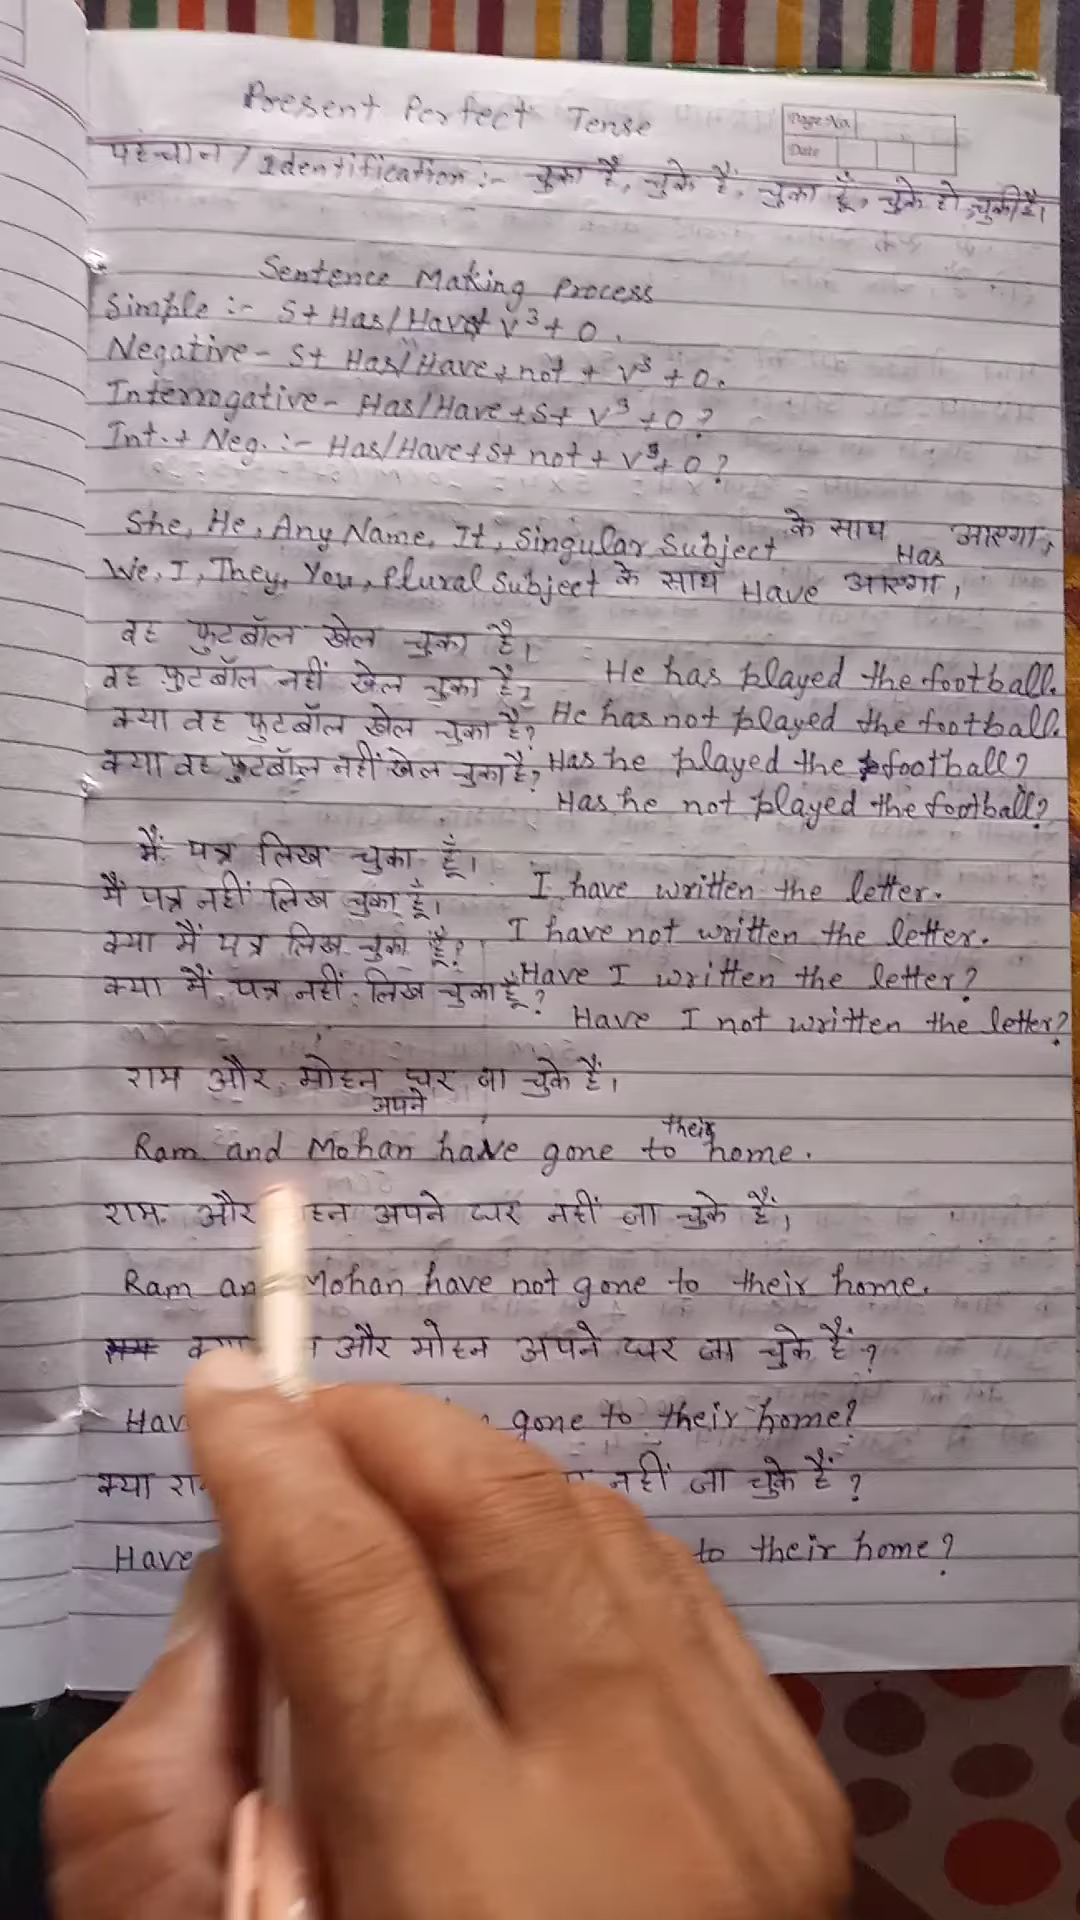 Present Perfect Tense
Page No.
Date
पहचान / Identification :- चुका है, चुके हैं, चुका हूँ, चुके हो, चुकी है।
Sentence Making Process
Simple :- S+ Has/Have+ V3 + O.
Negative - S+ Has/Have + not + V3 + O.
Interrogative - Has/Have + S+ V3 + O?
Int. + Neg. :- Has/Have + S+ not + V3 + O?
She, He, Any Name, It, Singular Subject के साथ Has आएगा,
We, I, They, You, Plural Subject के साथ Have आएगा,
वह फुटबॉल खेल चुका है।
वह फुटबॉल नहीं खेल चुका है, He has played the football.
क्या वह फुटबॉल खेल चुका है? He has not played the football.
क्या वह फुटबॉल नहीं खेल चुका है? Has he played the football?
Has he not played the football?
मैं पत्र लिख चुका हूँ।
मैं पत्र नहीं लिख चुका हूँ। I have written the letter.
क्या मैं पत्र लिख चुका हूँ? I have not written the letter.
क्या मैं पत्र नहीं लिख चुका हूँ? Have I written the letter?
Have I not written the letter?
राम और मोहन घर जा चुके हैं।
अपने
their
Ram and Mohan have gone to home.
राम और अपने घर नहीं जा चुके हैं,
Ram Mohan have not gone to their home.
और मोहन अपने घर जा चुके हैं?
gone to their home?
क्या नहीं जा चुके हैं?
Have to their home?